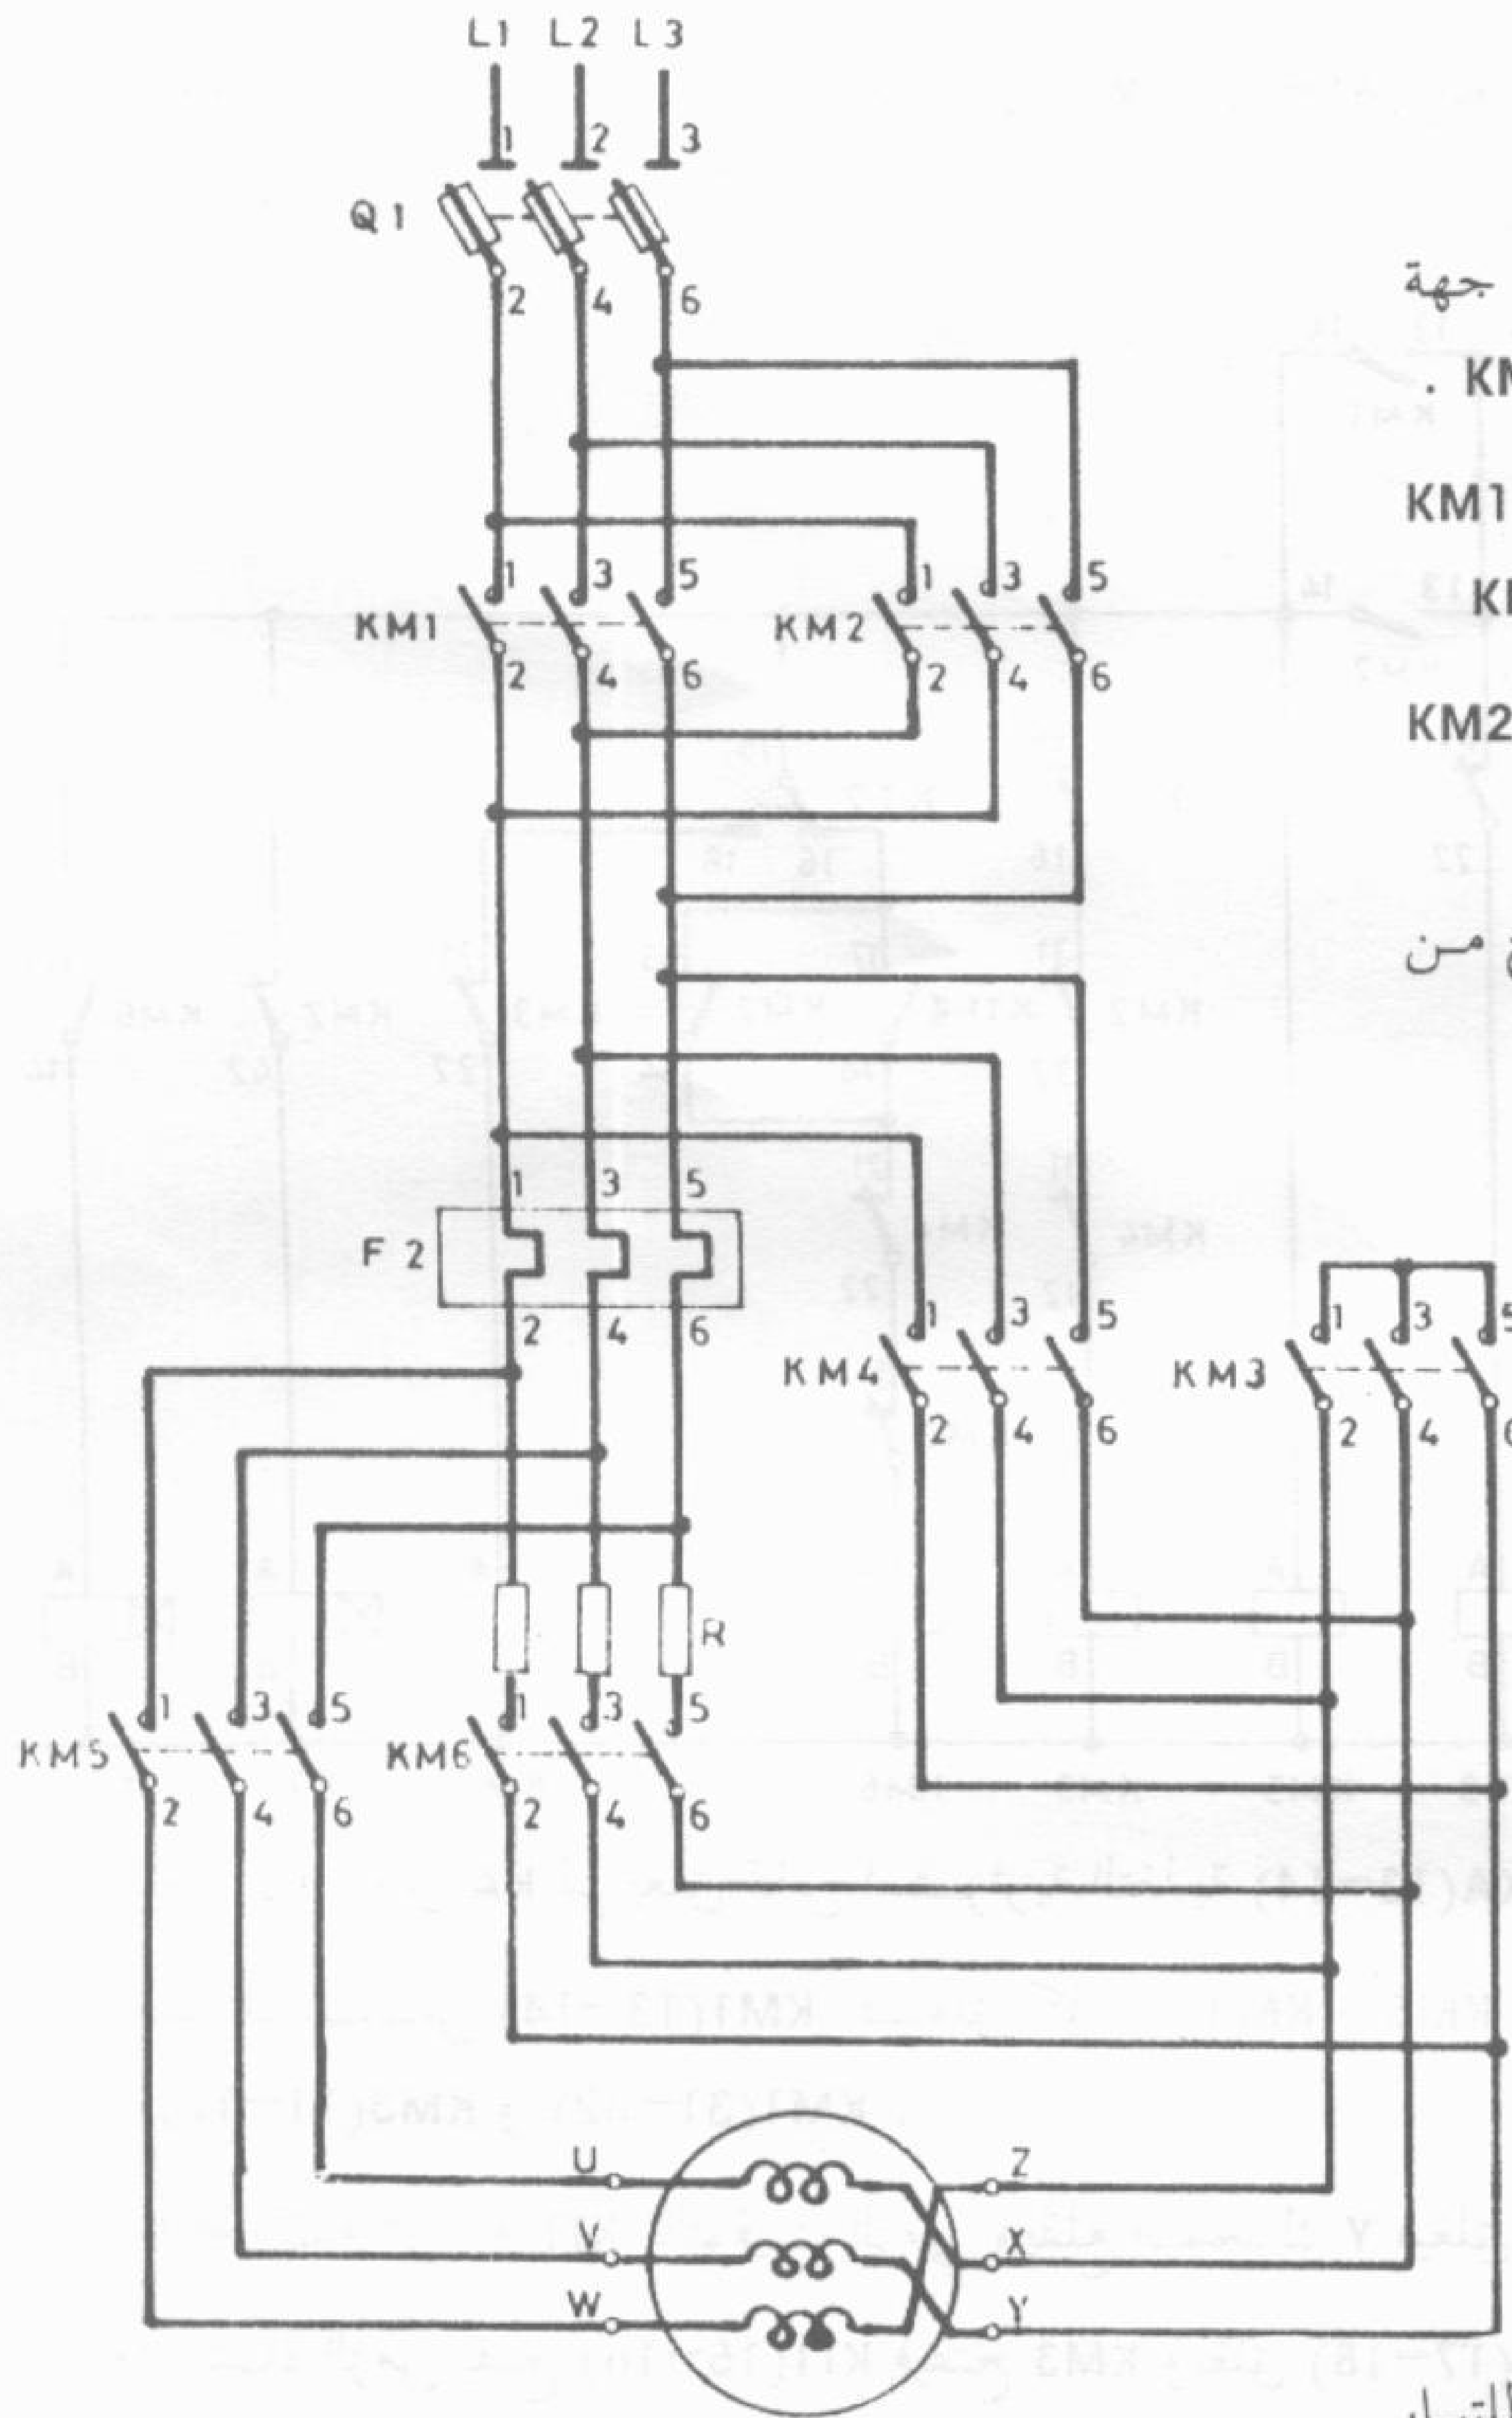 L1 L2 L3
1 2 3
Q1
2 4 6
جهة
. KM
KM1
1 3 5 1 3 5
KM1 KM2
2 4 6 2 4 6
KM2
من
1 3 5
F2
2 4 6
1 3 5 1 3 5
KM4 KM3
2 4 6 2 4
R
1 3 5 1 3 5
KM5 KM6
2 4 6 2 4 6
U Z
V X
W Y